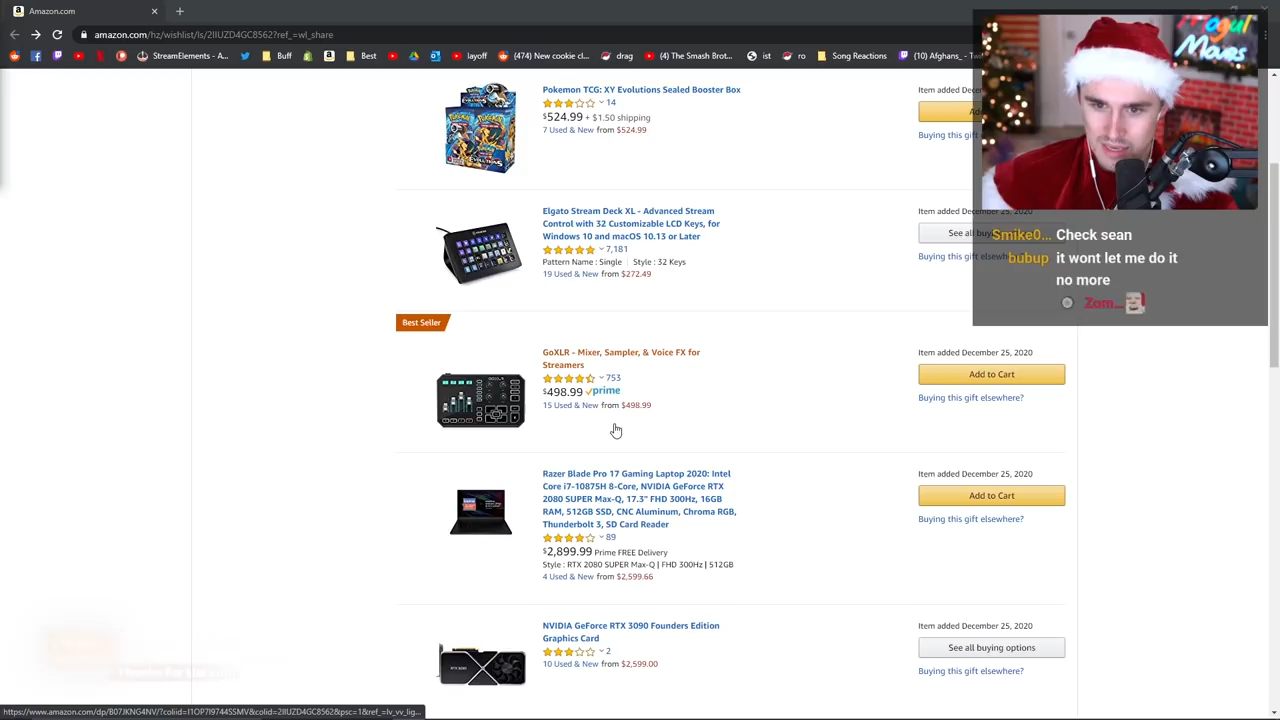 Amazon.com
amazon.com/hz/wishlist/ls/2IIUZD4GC8562?ref_=wl_share
StreamElements - A...
Twitter
Buff
Best
layoff
(474) New cookie cl...
drag
(4) The Smash Brot...
ist
ro
Song Reactions
(10) Afghans_ - Tw
Mogul
Moves
Pokemon TCG: XY Evolutions Sealed Booster Box
14
$524.99 + $1.50 shipping
7 Used & New from $524.99
Buying this gift
Elgato Stream Deck XL - Advanced Stream
Control with 32 Customizable LCD Keys, for
Windows 10 and macOS 10.13 or Later
7,181
Pattern Name : Single | Style : 32 Keys
19 Used & New from $272.49
Item added December 25, 2020
See all buy
Buying this gift elsewhere?
Smike0... Check sean
bubup it wont let me do it
no more
Zam...
Best Seller
GoXLR - Mixer, Sampler, & Voice FX for
Streamers
753
$498.99 prime
15 Used & New from $498.99
Item added December 25, 2020
Add to Cart
Buying this gift elsewhere?
Razer Blade Pro 17 Gaming Laptop 2020: Intel
Core i7-10875H 8-Core, NVIDIA GeForce RTX
2080 SUPER Max-Q, 17.3" FHD 300Hz, 16GB
RAM, 512GB SSD, CNC Aluminum, Chroma RGB,
Thunderbolt 3, SD Card Reader
89
$2,899.99 Prime FREE Delivery
Style : RTX 2080 SUPER Max-Q | FHD 300Hz | 512GB
4 Used & New from $2,599.66
Item added December 25, 2020
Add to Cart
Buying this gift elsewhere?
NVIDIA GeForce RTX 3090 Founders Edition
Graphics Card
2
10 Used & New from $2,599.00
Item added December 25, 2020
See all buying options
Buying this gift elsewhere?
https://www.amazon.com/dp/B07JKNG4NV/?coliid=I1OP7I9744SSMV&colid=2IIUZD4GC8562&psc=1&ref_=lv_vv_lig...